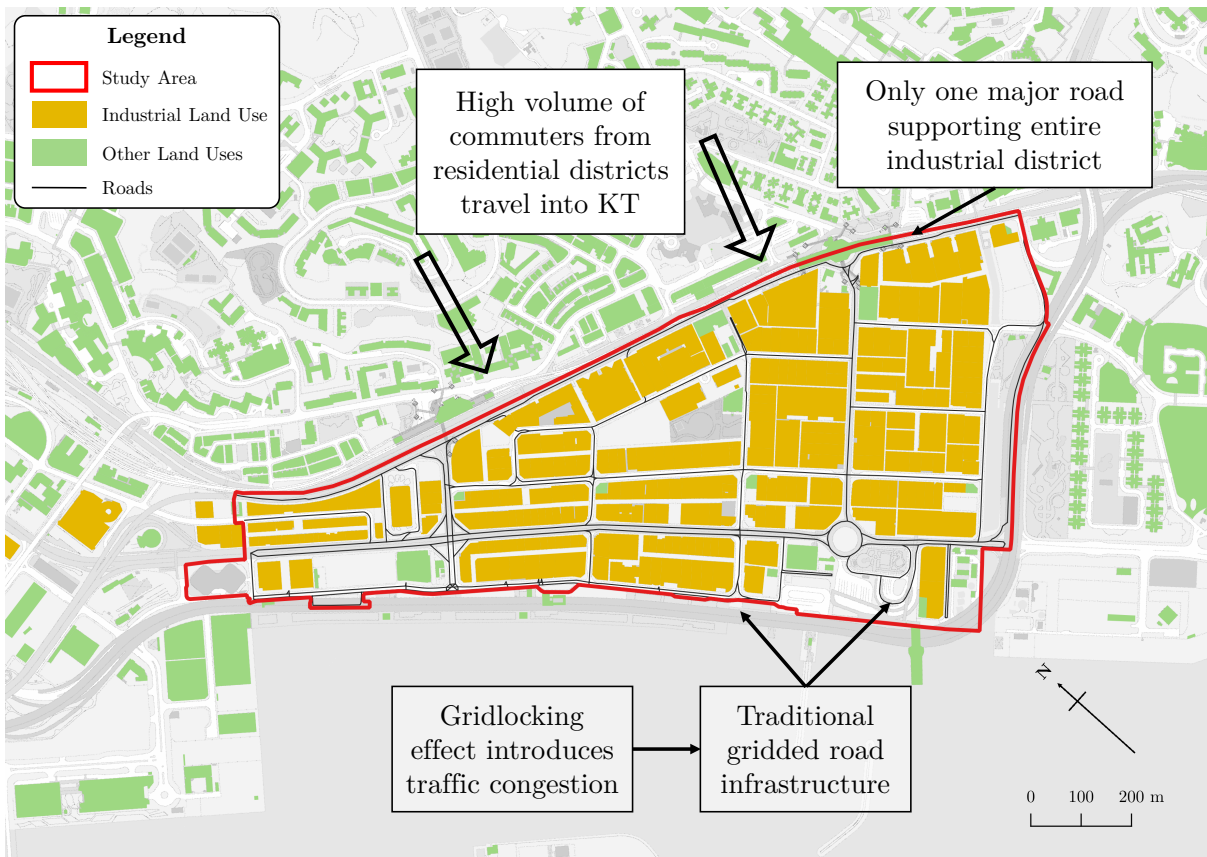 Legend
Study Area
Industrial Land Use
Other Land Uses
Roads
High volume of
commuters from
residential districts
travel into KT
Only one major road
supporting entire
industrial district
Gridlocking
effect introduces
traffic congestion
Traditional
gridded road
infrastructure
N
0 100 200 m